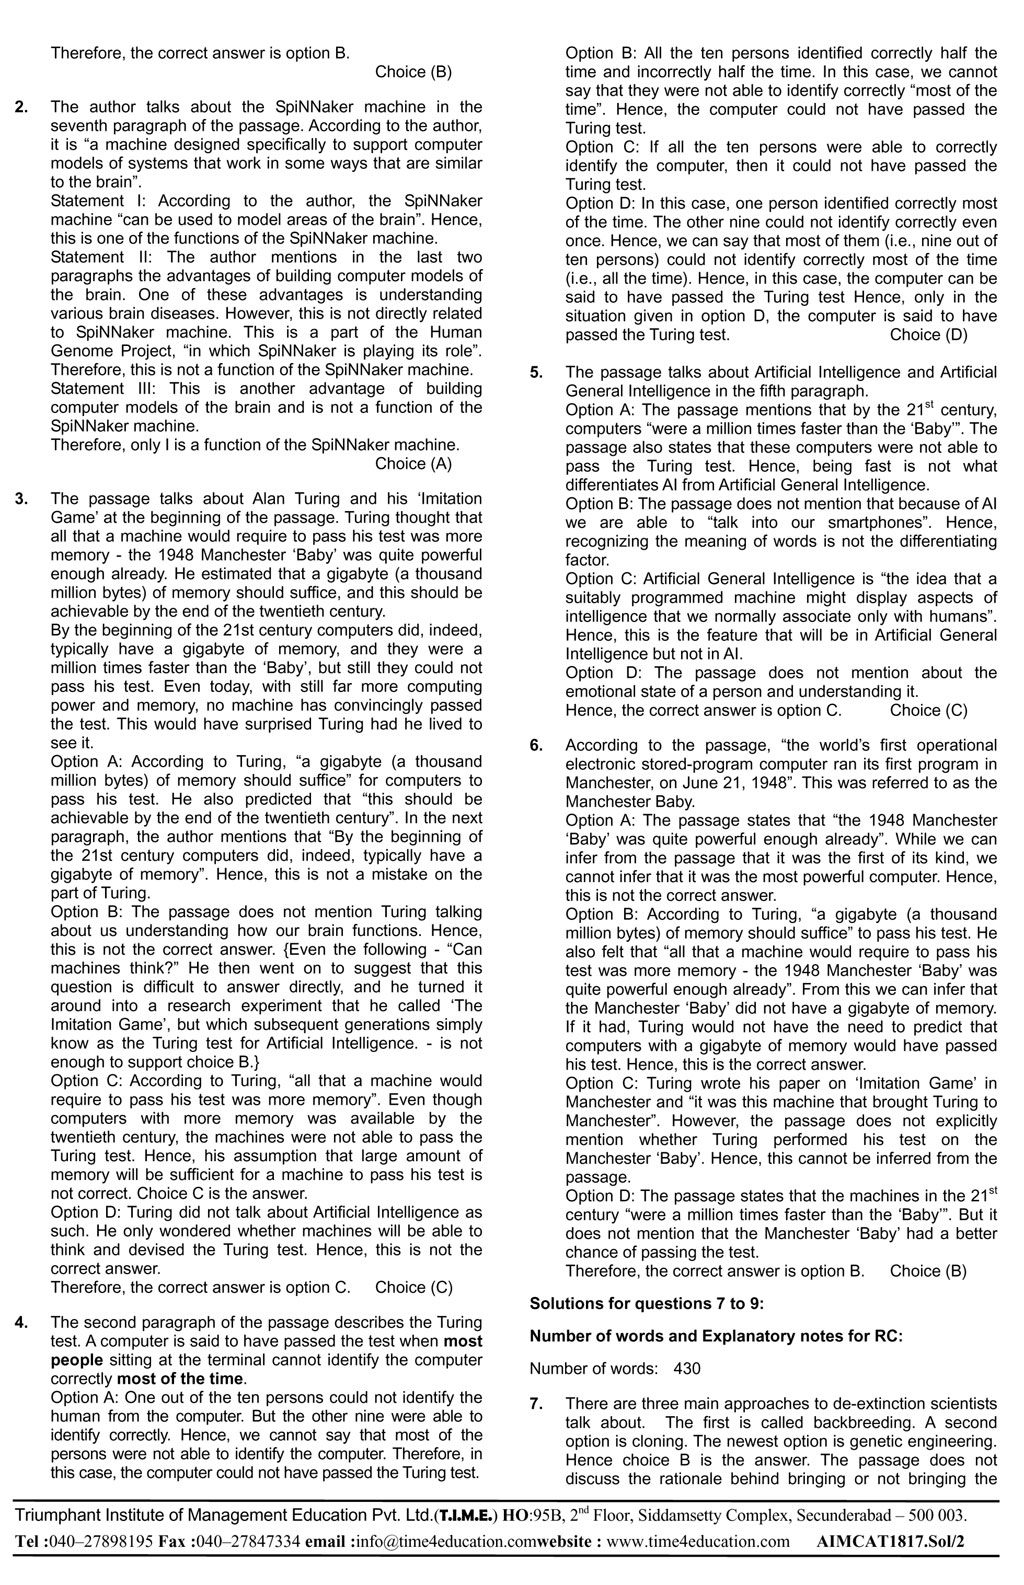 Therefore, the correct answer is option B.
Choice (B)
2. The author talks about the SpiNNaker machine in the
seventh paragraph of the passage. According to the author,
it is “a machine designed specifically to support computer
models of systems that work in some ways that are similar
to the brain”.
Statement I: According to the author, the SpiNNaker
machine “can be used to model areas of the brain”. Hence,
this is one of the functions of the SpiNNaker machine.
Statement II: The author mentions in the last two
paragraphs the advantages of building computer models of
the brain. One of these advantages is understanding
various brain diseases. However, this is not directly related
to SpiNNaker machine. This is a part of the Human
Genome Project, “in which SpiNNaker is playing its role”.
Therefore, this is not a function of the SpiNNaker machine.
Statement III: This is another advantage of building
computer models of the brain and is not a function of the
SpiNNaker machine.
Therefore, only I is a function of the SpiNNaker machine.
Choice (A)
3. The passage talks about Alan Turing and his ‘Imitation
Game’ at the beginning of the passage. Turing thought that
all that a machine would require to pass his test was more
memory - the 1948 Manchester ‘Baby’ was quite powerful
enough already. He estimated that a gigabyte (a thousand
million bytes) of memory should suffice, and this should be
achievable by the end of the twentieth century.
By the beginning of the 21st century computers did, indeed,
typically have a gigabyte of memory, and they were a
million times faster than the ‘Baby’, but still they could not
pass his test. Even today, with still far more computing
power and memory, no machine has convincingly passed
the test. This would have surprised Turing had he lived to
see it.
Option A: According to Turing, “a gigabyte (a thousand
million bytes) of memory should suffice” for computers to
pass his test. He also predicted that “this should be
achievable by the end of the twentieth century”. In the next
paragraph, the author mentions that “By the beginning of
the 21st century computers did, indeed, typically have a
gigabyte of memory”. Hence, this is not a mistake on the
part of Turing.
Option B: The passage does not mention Turing talking
about us understanding how our brain functions. Hence,
this is not the correct answer. {Even the following - “Can
machines think?” He then went on to suggest that this
question is difficult to answer directly, and he turned it
around into a research experiment that he called ‘The
Imitation Game’, but which subsequent generations simply
know as the Turing test for Artificial Intelligence. - is not
enough to support choice B.}
Option C: According to Turing, “all that a machine would
require to pass his test was more memory”. Even though
computers with more memory was available by the
twentieth century, the machines were not able to pass the
Turing test. Hence, his assumption that large amount of
memory will be sufficient for a machine to pass his test is
not correct. Choice C is the answer.
Option D: Turing did not talk about Artificial Intelligence as
such. He only wondered whether machines will be able to
think and devised the Turing test. Hence, this is not the
correct answer.
Therefore, the correct answer is option C. Choice (C)
4. The second paragraph of the passage describes the Turing
test. A computer is said to have passed the test when most
people sitting at the terminal cannot identify the computer
correctly most of the time.
Option A: One out of the ten persons could not identify the
human from the computer. But the other nine were able to
identify correctly. Hence, we cannot say that most of the
persons were not able to identify the computer. Therefore, in
this case, the computer could not have passed the Turing test.
Option B: All the ten persons identified correctly half the
time and incorrectly half the time. In this case, we cannot
say that they were not able to identify correctly “most of the
time”. Hence, the computer could not have passed the
Turing test.
Option C: If all the ten persons were able to correctly
identify the computer, then it could not have passed the
Turing test.
Option D: In this case, one person identified correctly most
of the time. The other nine could not identify correctly even
once. Hence, we can say that most of them (i.e., nine out of
ten persons) could not identify correctly most of the time
(i.e., all the time). Hence, in this case, the computer can be
said to have passed the Turing test Hence, only in the
situation given in option D, the computer is said to have
passed the Turing test. Choice (D)
5. The passage talks about Artificial Intelligence and Artificial
General Intelligence in the fifth paragraph.
Option A: The passage mentions that by the 21st century,
computers “were a million times faster than the ‘Baby’”. The
passage also states that these computers were not able to
pass the Turing test. Hence, being fast is not what
differentiates AI from Artificial General Intelligence.
Option B: The passage does not mention that because of AI
we are able to “talk into our smartphones”. Hence,
recognizing the meaning of words is not the differentiating
factor.
Option C: Artificial General Intelligence is “the idea that a
suitably programmed machine might display aspects of
intelligence that we normally associate only with humans”.
Hence, this is the feature that will be in Artificial General
Intelligence but not in AI.
Option D: The passage does not mention about the
emotional state of a person and understanding it.
Hence, the correct answer is option C. Choice (C)
6. According to the passage, “the world’s first operational
electronic stored-program computer ran its first program in
Manchester, on June 21, 1948”. This was referred to as the
Manchester Baby.
Option A: The passage states that “the 1948 Manchester
‘Baby’ was quite powerful enough already”. While we can
infer from the passage that it was the first of its kind, we
cannot infer that it was the most powerful computer. Hence,
this is not the correct answer.
Option B: According to Turing, “a gigabyte (a thousand
million bytes) of memory should suffice” to pass his test. He
also felt that “all that a machine would require to pass his
test was more memory - the 1948 Manchester ‘Baby’ was
quite powerful enough already”. From this we can infer that
the Manchester ‘Baby’ did not have a gigabyte of memory.
If it had, Turing would not have the need to predict that
computers with a gigabyte of memory would have passed
his test. Hence, this is the correct answer.
Option C: Turing wrote his paper on ‘Imitation Game’ in
Manchester and “it was this machine that brought Turing to
Manchester”. However, the passage does not explicitly
mention whether Turing performed his test on the
Manchester ‘Baby’. Hence, this cannot be inferred from the
passage.
Option D: The passage states that the machines in the 21st
century “were a million times faster than the ‘Baby’”. But it
does not mention that the Manchester ‘Baby’ had a better
chance of passing the test.
Therefore, the correct answer is option B. Choice (B)
Solutions for questions 7 to 9:
Number of words and Explanatory notes for RC:
Number of words: 430
7. There are three main approaches to de-extinction scientists
talk about. The first is called backbreeding. A second
option is cloning. The newest option is genetic engineering.
Hence choice B is the answer. The passage does not
discuss the rationale behind bringing or not bringing the
Triumphant Institute of Management Education Pvt. Ltd.(T.I.M.E.) HO:95B, 2nd Floor, Siddamsetty Complex, Secunderabad – 500 003.
Tel :040–27898195 Fax :040–27847334 email :info@time4education.comwebsite : www.time4education.com AIMCAT1817.Sol/2